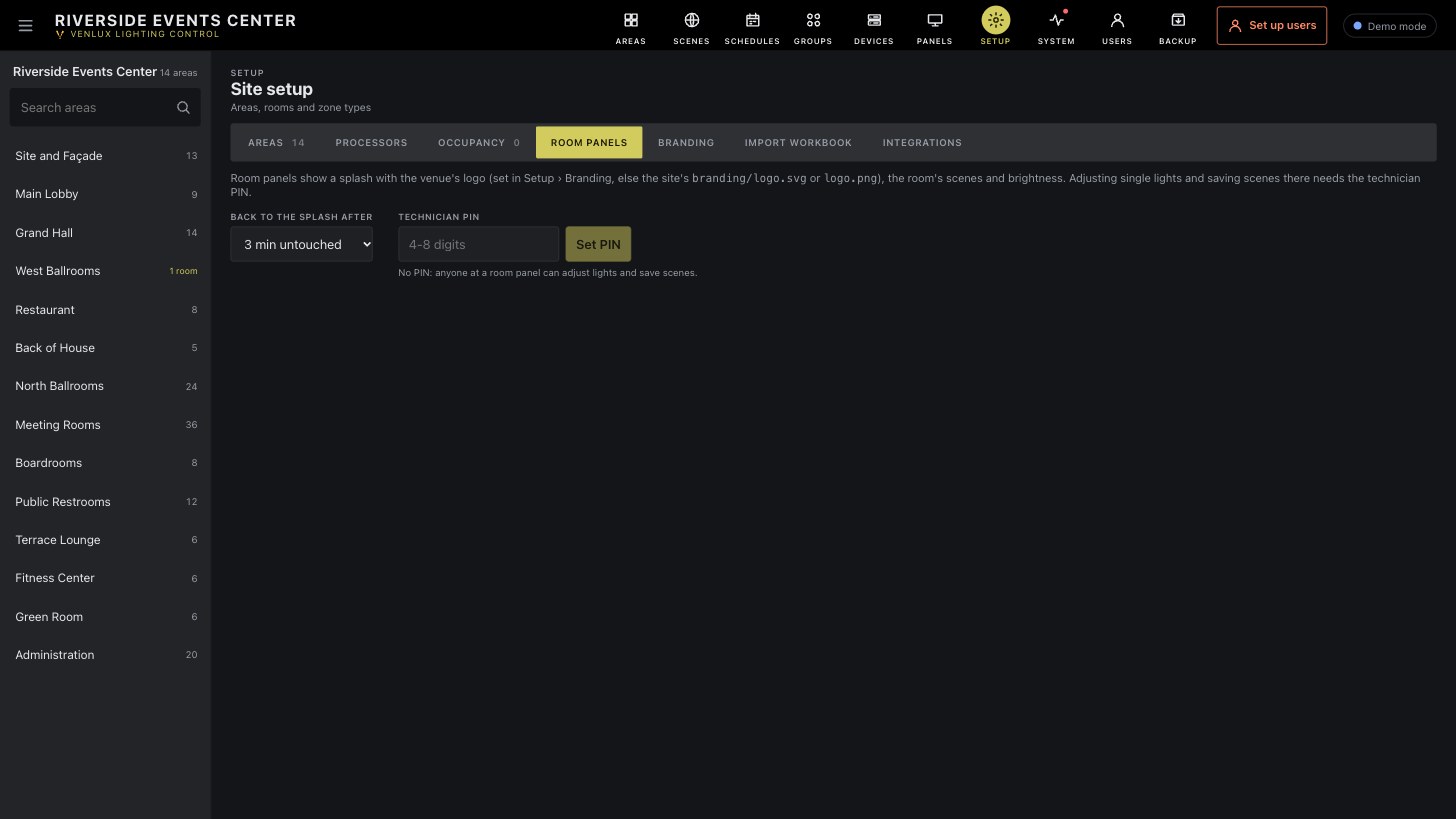 RIVERSIDE EVENTS CENTER
VENLUX LIGHTING CONTROL
AREAS
SCENES
SCHEDULES
GROUPS
DEVICES
PANELS
SETUP
SYSTEM
USERS
BACKUP
Set up users
Demo mode
Riverside Events Center 14 areas
Search areas
Site and Façade 13
Main Lobby 9
Grand Hall 14
West Ballrooms 1 room
Restaurant 8
Back of House 5
North Ballrooms 24
Meeting Rooms 36
Boardrooms 8
Public Restrooms 12
Terrace Lounge 6
Fitness Center 6
Green Room 6
Administration 20
SETUP
Site setup
Areas, rooms and zone types
AREAS 14 PROCESSORS OCCUPANCY 0 ROOM PANELS BRANDING IMPORT WORKBOOK INTEGRATIONS
Room panels show a splash with the venue's logo (set in Setup › Branding, else the site's branding/logo.svg or logo.png), the room's scenes and brightness. Adjusting single lights and saving scenes there needs the technician
PIN.
BACK TO THE SPLASH AFTER
3 min untouched
TECHNICIAN PIN
4-8 digits
Set PIN
No PIN: anyone at a room panel can adjust lights and save scenes.